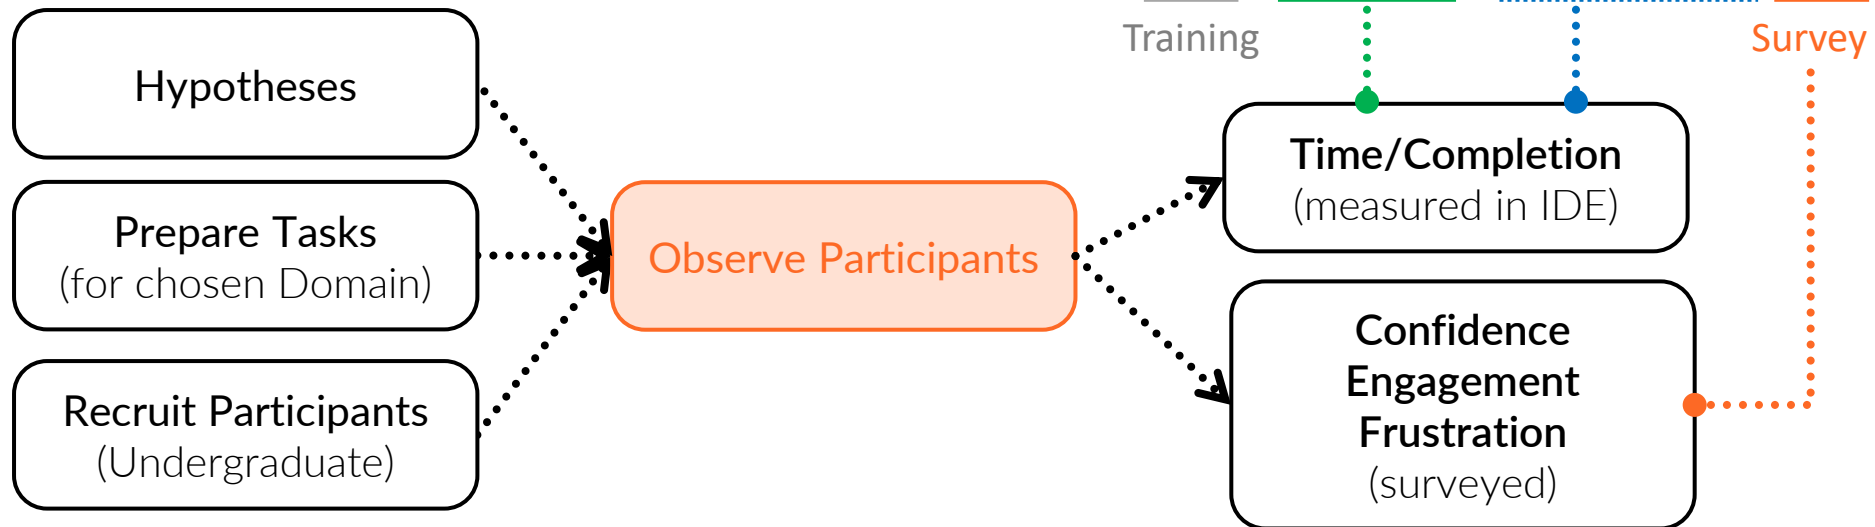 Training
Survey
Hypotheses
Prepare Tasks
(for chosen Domain)
Recruit Participants
(Undergraduate)
Observe Participants
Time/Completion
(measured in IDE)
Confidence
Engagement
Frustration
(surveyed)